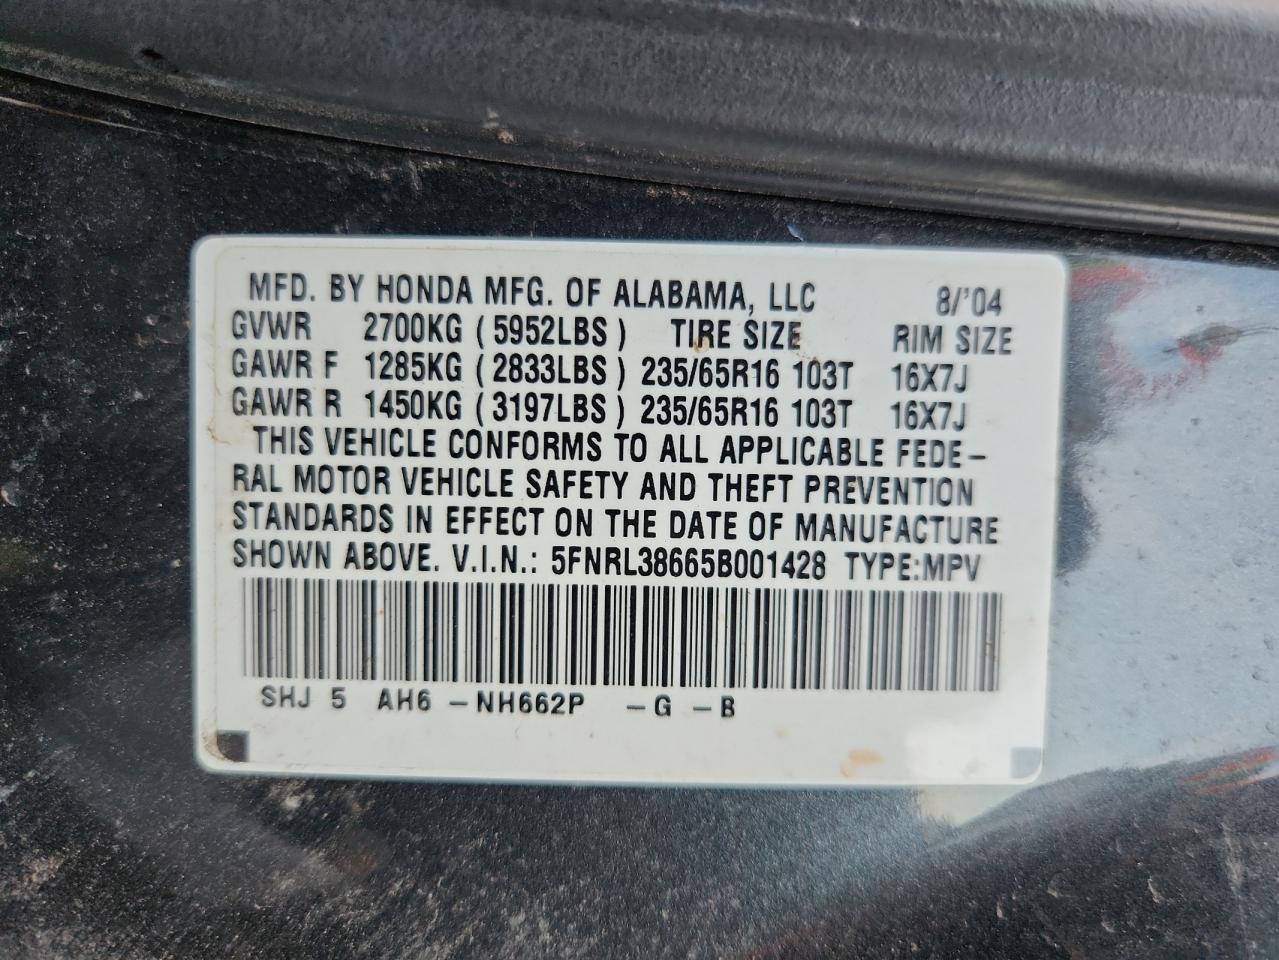 MFD. BY HONDA MFG. OF ALABAMA, LLC 8/'04
GVWR 2700KG (5952LBS) TIRE SIZE RIM SIZE
GAWR F 1285KG (2833LBS) 235/65R16 103T 16X7J
GAWR R 1450KG (3197LBS) 235/65R16 103T 16X7J
THIS VEHICLE CONFORMS TO ALL APPLICABLE FEDE-
RAL MOTOR VEHICLE SAFETY AND THEFT PREVENTION
STANDARDS IN EFFECT ON THE DATE OF MANUFACTURE
SHOWN ABOVE. V.I.N.: 5FNRL38665B001428 TYPE:MPV
SHJ 5 AH6 -NH662P -G -B